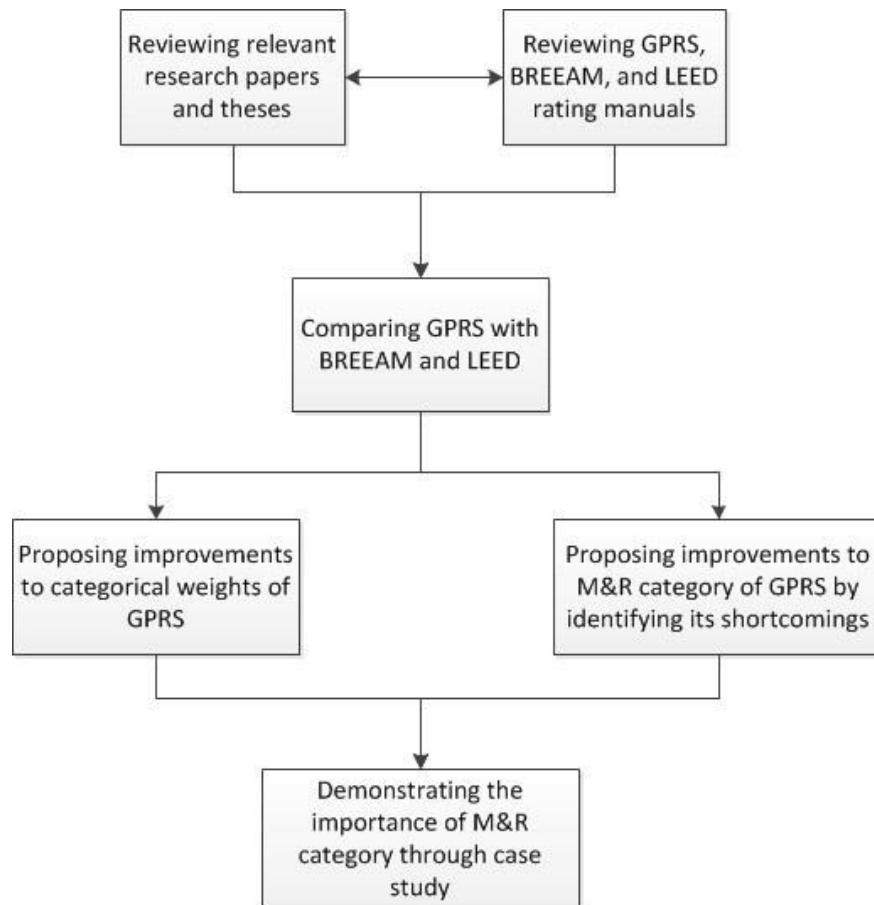 Reviewing relevant
research papers
and theses
Reviewing GPRS,
BREEAM, and LEED
rating manuals
Comparing GPRS with
BREEAM and LEED
Proposing improvements
to categorical weights of
GPRS
Proposing improvements to
M&R category of GPRS by
identifying its shortcomings
Demonstrating the
importance of M&R
category through case
study